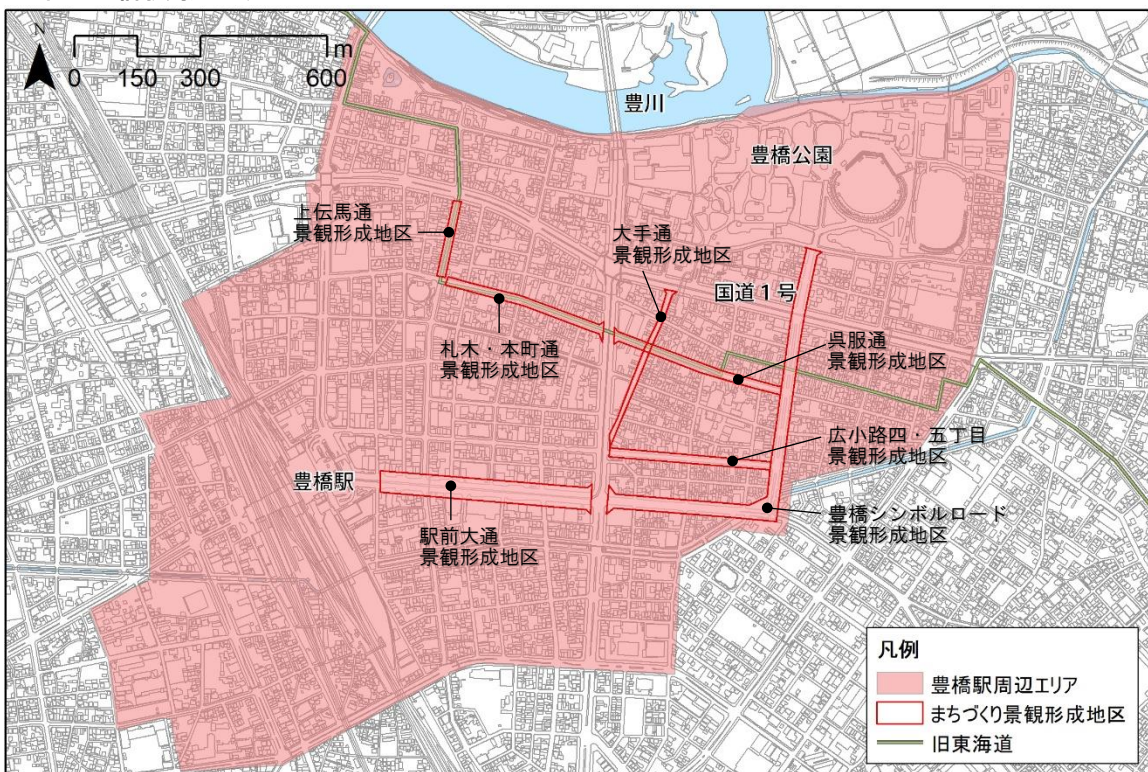 N
m
0 150 300 600
豊川
豊橋公園
上伝馬通
景観形成地区
大手通
景観形成地区
国道1号
札木・本町通
景観形成地区
呉服通
景観形成地区
広小路四・五丁目
景観形成地区
豊橋駅
駅前大通
景観形成地区
豊橋シンボルロード
景観形成地区
凡例
豊橋駅周辺エリア
まちづくり景観形成地区
旧東海道